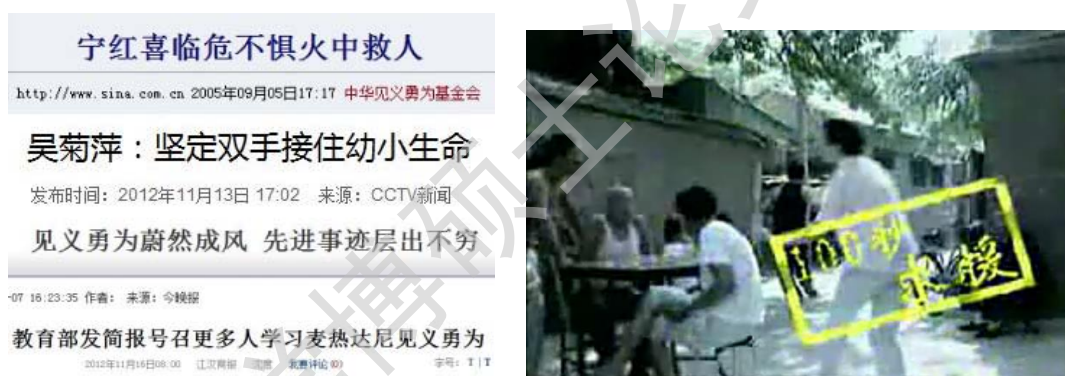 宁红喜临危不惧火中救人
http://www.sina.com.cn 2005年09月05日17:17 中华见义勇为基金会
吴菊萍：坚定双手接住幼小生命
发布时间：2012年11月13日 17:02 来源：CCTV新闻
见义勇为蔚然成风 先进事迹层出不穷
-07 16:23:35 作者： 来源：今晚报
教育部发简报号召更多人学习麦热达尼见义勇为
2012年11月16日08:00 江汉商报 我要评论(0) 字号：T|T
100秒
求援